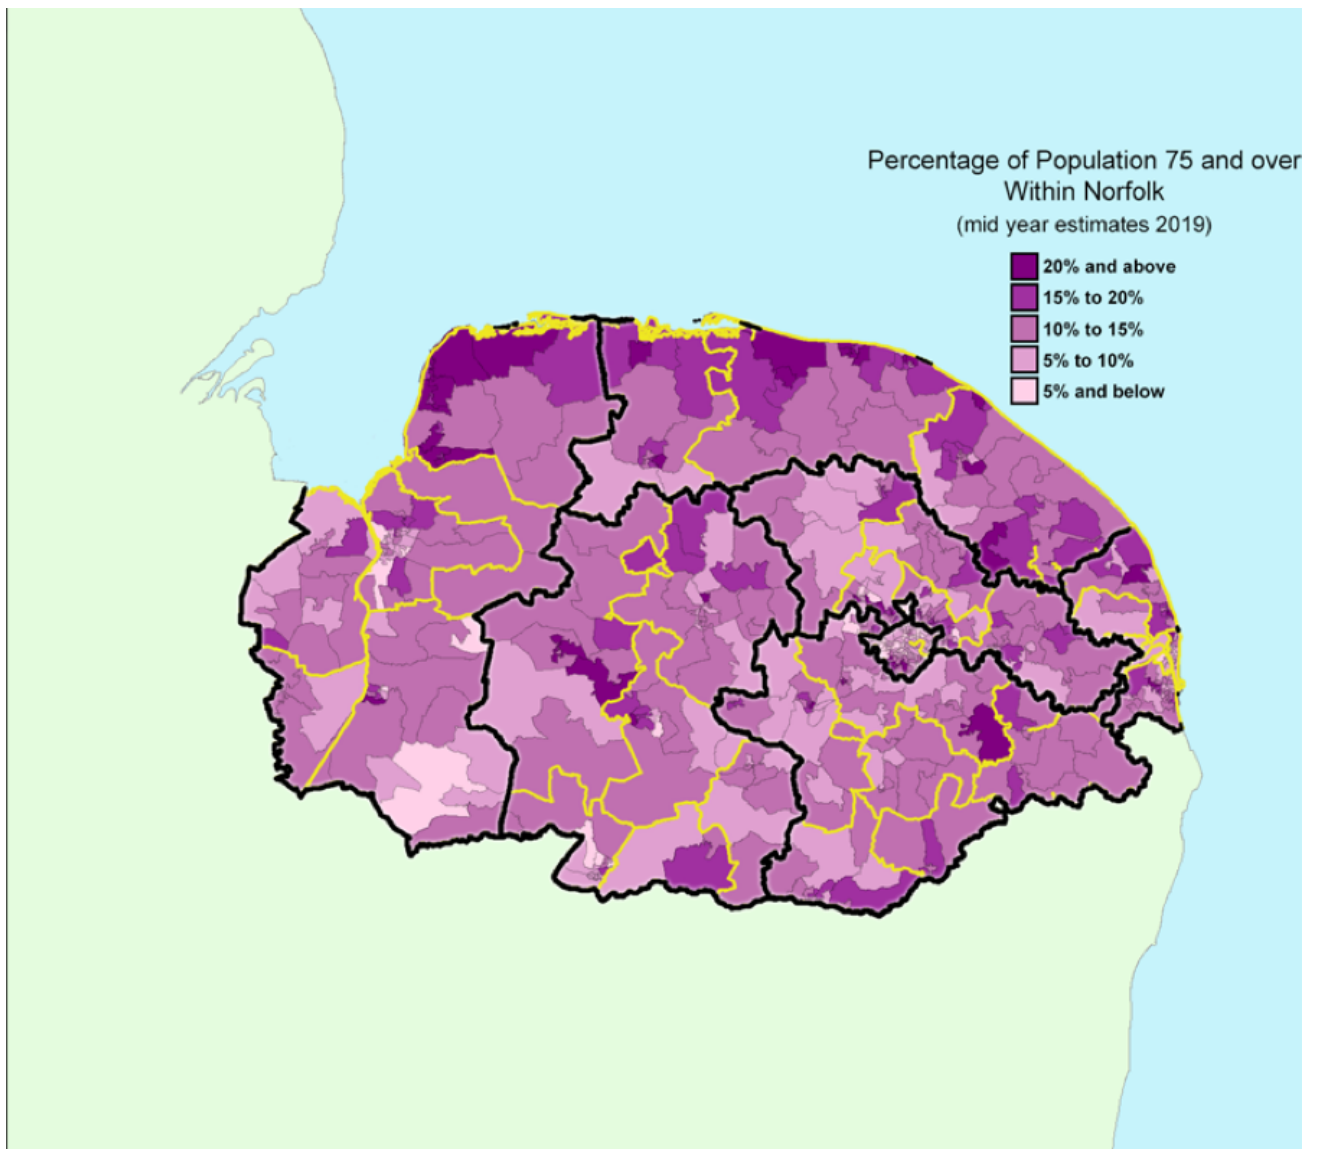 Percentage of Population 75 and over
Within Norfolk
(mid year estimates 2019)
20% and above
15% to 20%
10% to 15%
5% to 10%
5% and below